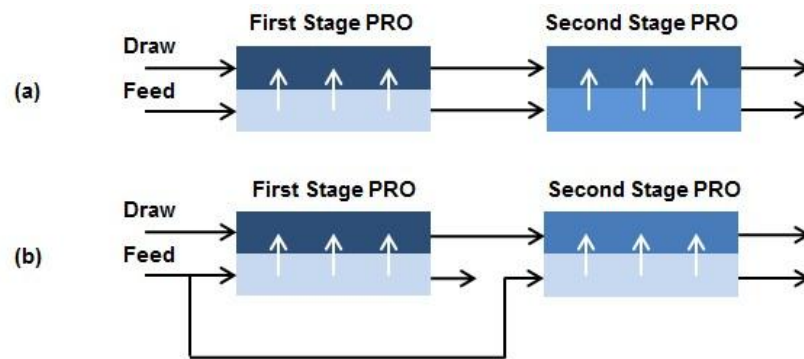 First Stage PRO
Second Stage PRO
Draw
Feed
(a)
First Stage PRO
Second Stage PRO
Draw
Feed
(b)